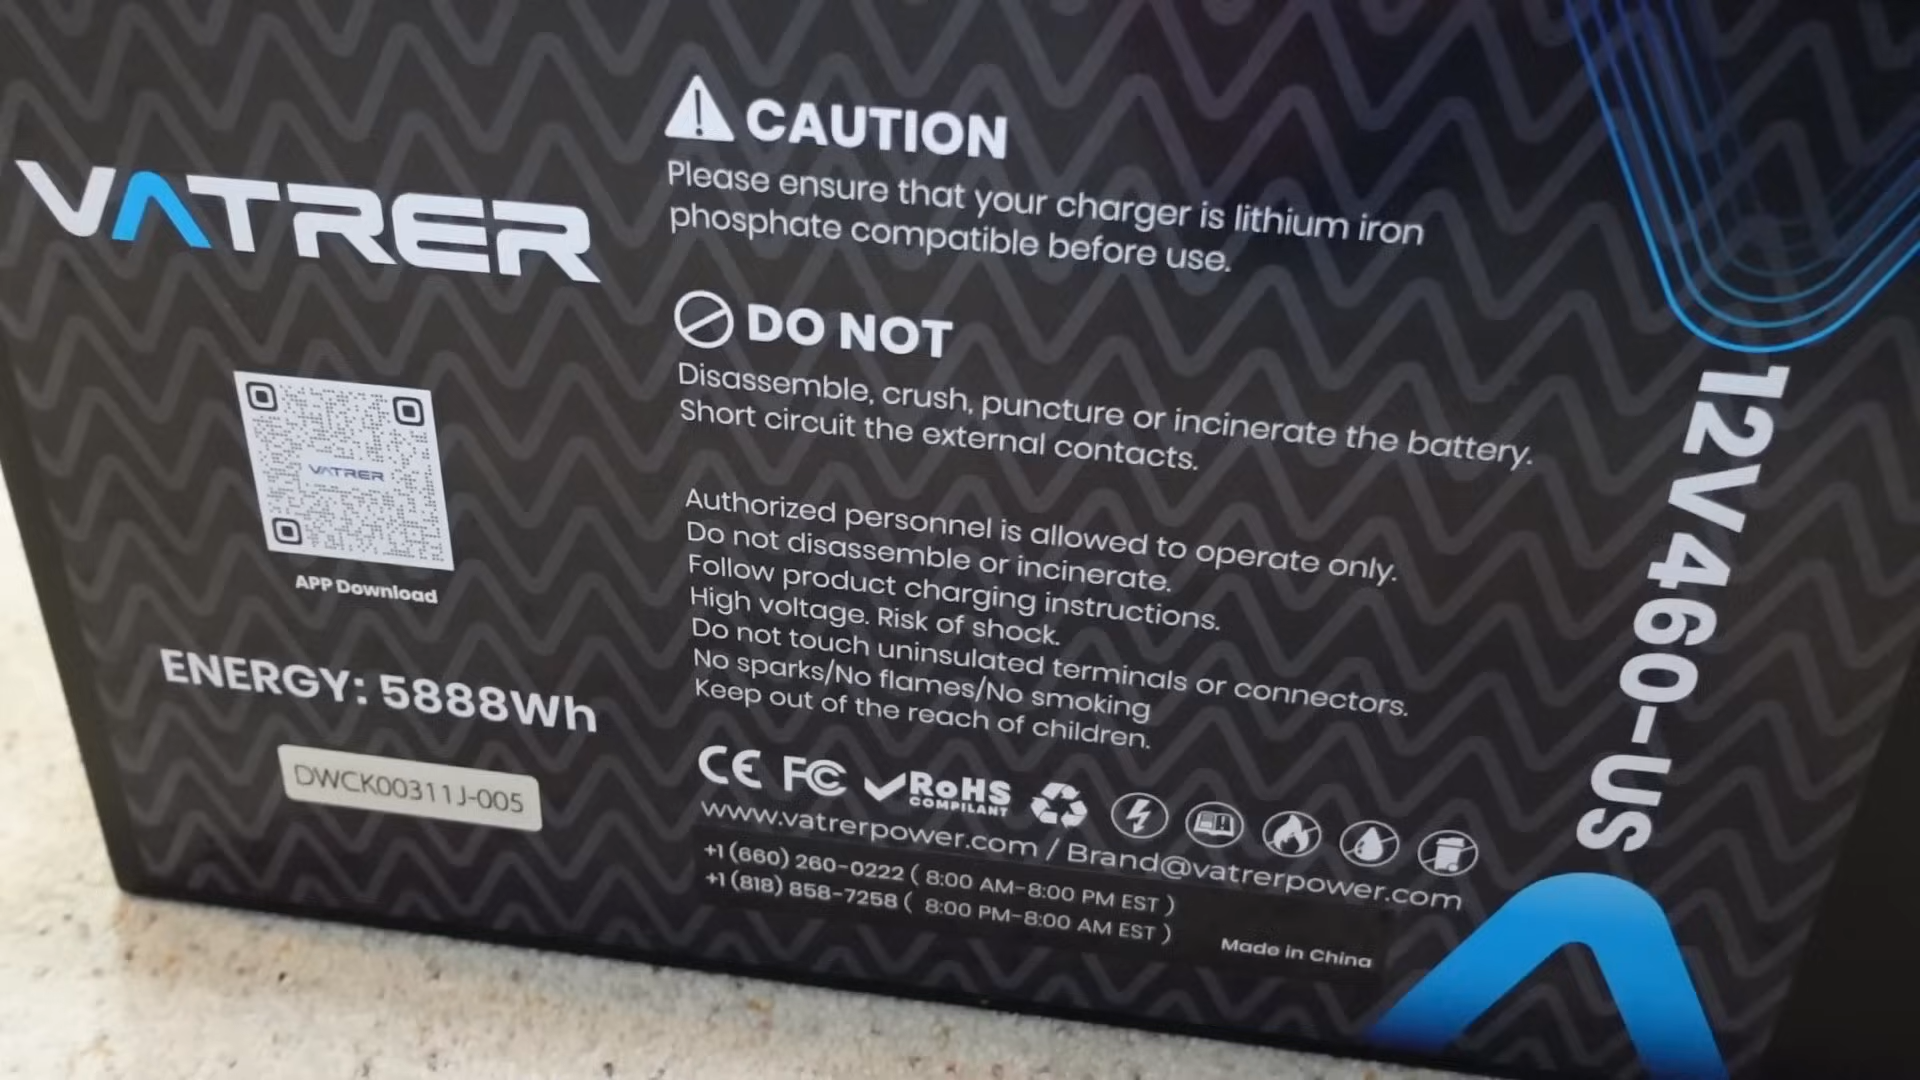 VATRER
VATRER
APP Download
ENERGY: 5888Wh
DWCK00311J-005
CAUTION
Please ensure that your charger is lithium iron
phosphate compatible before use.
DO NOT
Disassemble, crush, puncture or incinerate the battery.
Short circuit the external contacts.
Authorized personnel is allowed to operate only.
Do not disassemble or incinerate.
Follow product charging instructions.
High voltage. Risk of shock.
Do not touch uninsulated terminals or connectors.
No sparks/No flames/No smoking
Keep out of the reach of children.
CE FC RoHS
COMPILANT
www.vatrerpower.com / Brand@vatrerpower.com
+1 (660) 260-0222 ( 8:00 AM-8:00 PM EST )
+1 (818) 858-7258 ( 8:00 PM-8:00 AM EST )
Made in China
12V460-US